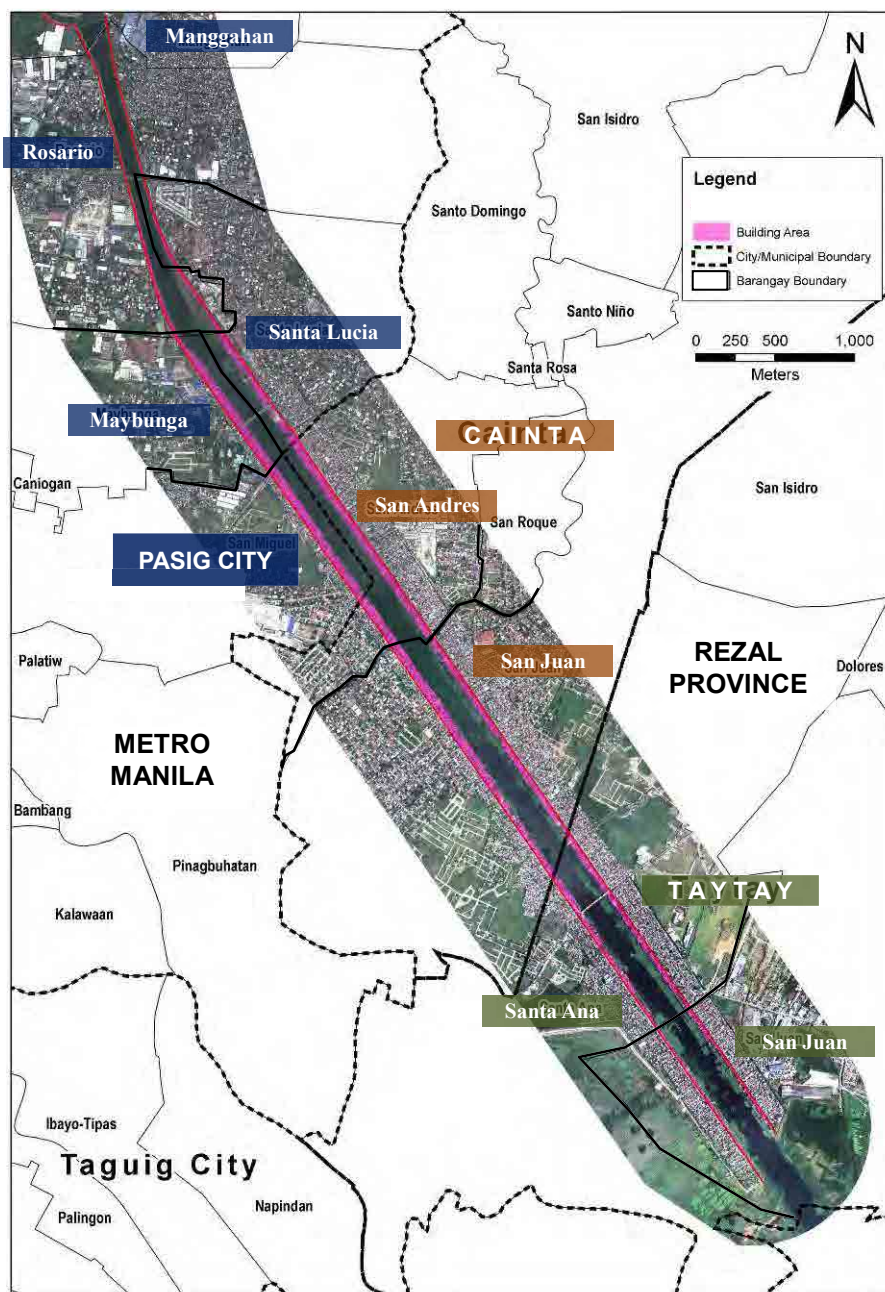 Manggahan
N
San Isidro
Rosario
Legend
Building Area
City/Municipal Boundary
Barangay Boundary
Santo Domingo
Santo Niño
Santa Lucia
0 250 500 1,000
Meters
Santa Rosa
Maybunga
CAINTA
Caniogan
San Isidro
San Andres
San Roque
San Miguel
PASIG CITY
Palatiw
San Juan
REZAL
PROVINCE
Dolores
METRO
MANILA
Bambang
Pinagbuhatan
TAYTAY
Kalawaan
Santa Ana
San Juan
Ibayo-Tipas
Taguig City
Napindan
Palingon